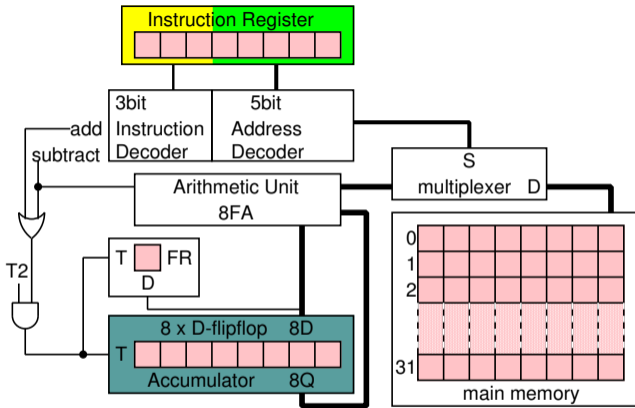 Instruction Register
3bit
Instruction
Decoder
5bit
Address
Decoder
add
subtract
S
multiplexer D
Arithmetic Unit
8FA
T2
T FR
D
8 x D-flipflop 8D
T
Accumulator 8Q
0
1
2
31
main memory